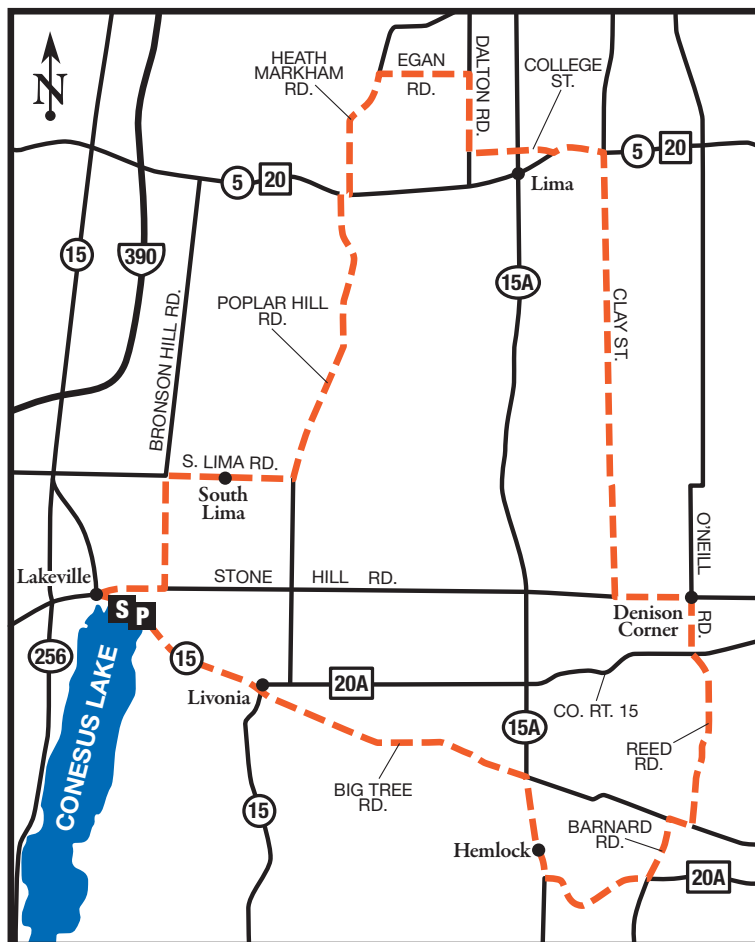 N
HEATH
MARKHAM
RD.
EGAN
RD.
DALTON RD.
COLLEGE
ST.
5 20
5 20
Lima
15
390
15A
BRONSON HILL RD.
POPLAR HILL
RD.
CLAY ST.
S. LIMA RD.
South
Lima
O'NEILL
RD.
Lakeville
STONE HILL RD.
Denison
Corner
S P
256
15
CONESUS LAKE
Livonia
20A
CO. RT. 15
15A
REED
RD.
BIG TREE
RD.
15
BARNARD
RD.
Hemlock
20A